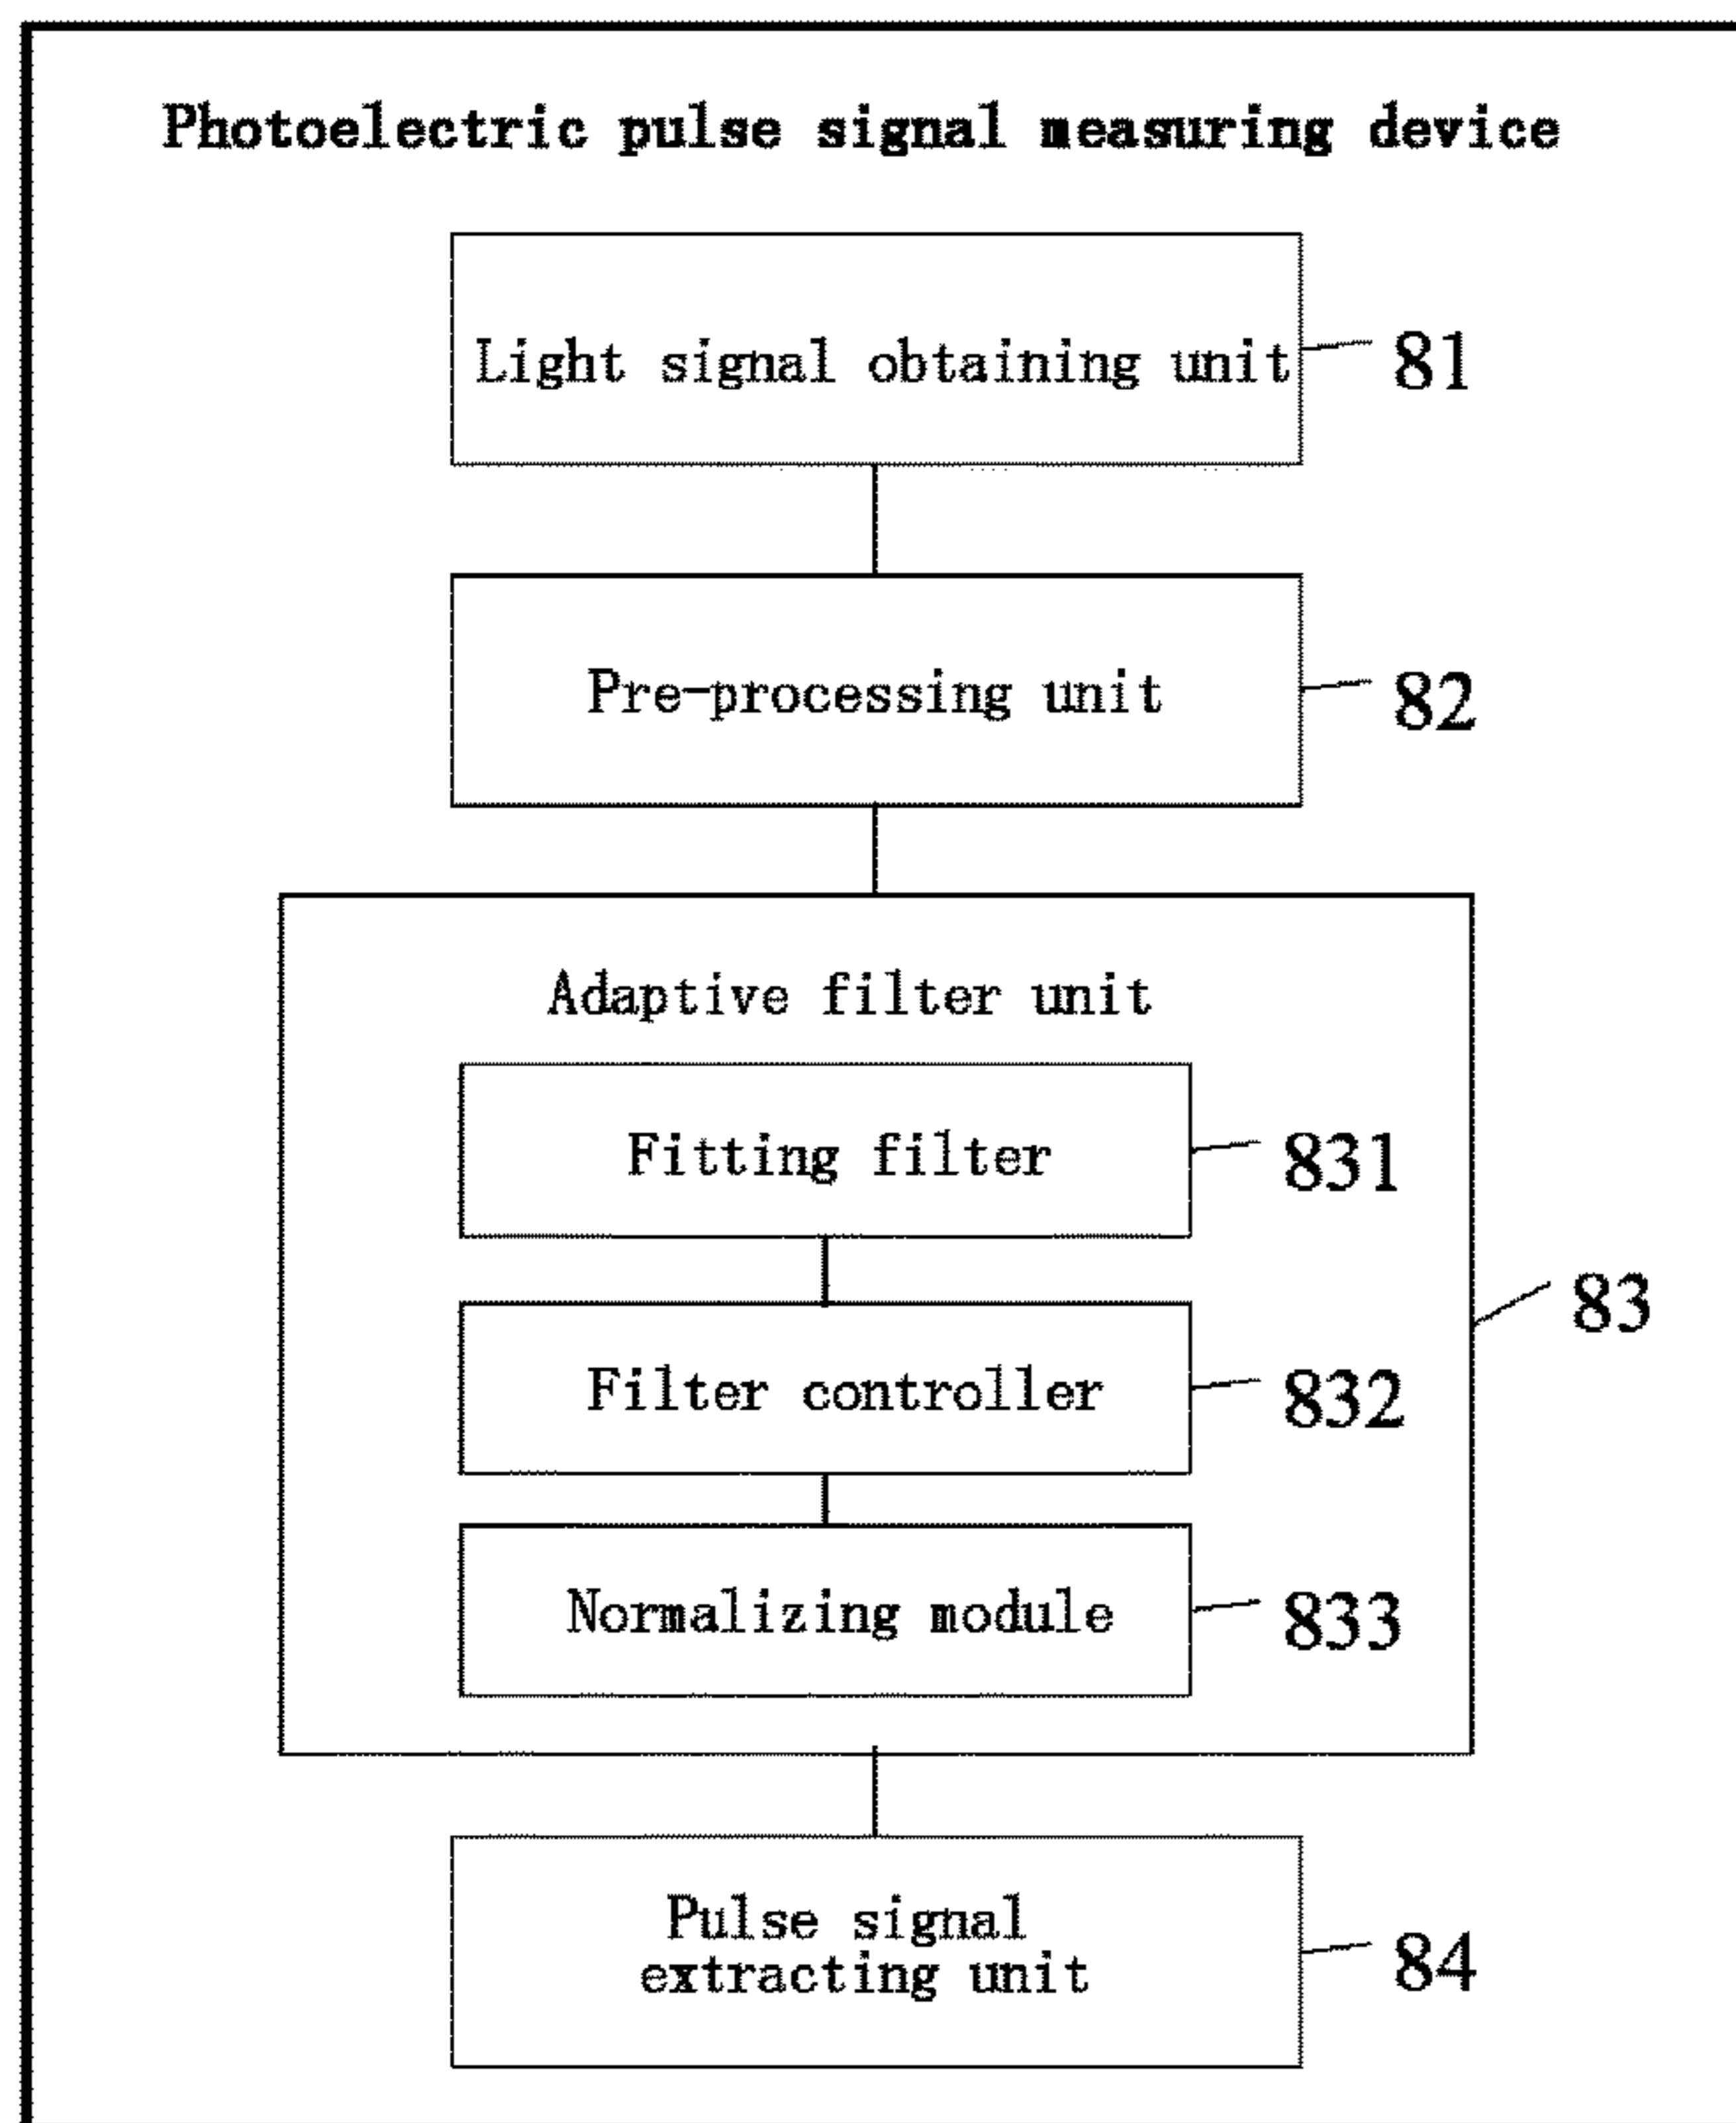 Photoelectric pulse signal measuring device
Light signal obtaining unit
81
Pre-processing unit
82
Adaptive filter unit
Fitting filter
831
83
Filter controller
832
Normalizing module
833
Pulse signal
extracting unit
84